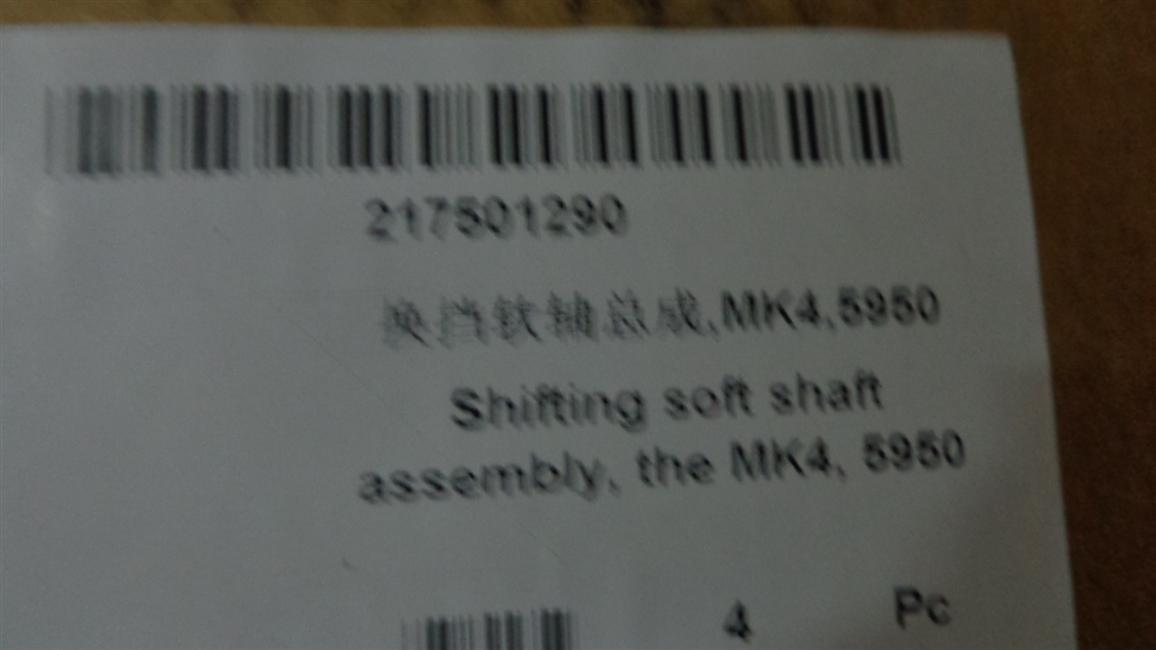 217501290
换挡软轴总成,MK4,5950
Shifting soft shaft
assembly, the MK4, 5950
4 Pc